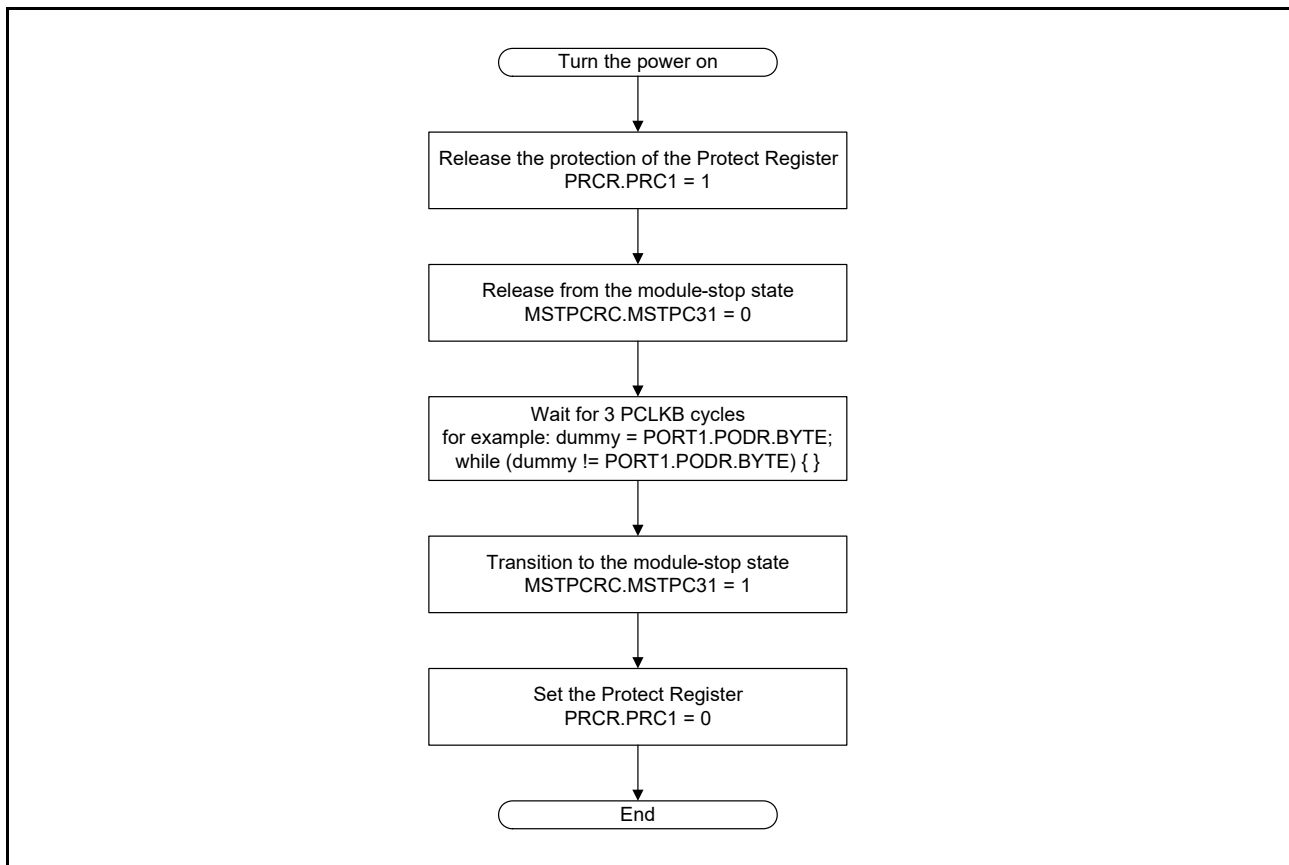 Turn the power on
Release the protection of the Protect Register
PRCR.PRC1 = 1
Release from the module-stop state
MSTPCRC.MSTPC31 = 0
Wait for 3 PCLKB cycles
for example: dummy = PORT1.PODR.BYTE;
while (dummy != PORT1.PODR.BYTE) { }
Transition to the module-stop state
MSTPCRC.MSTPC31 = 1
Set the Protect Register
PRCR.PRC1 = 0
End